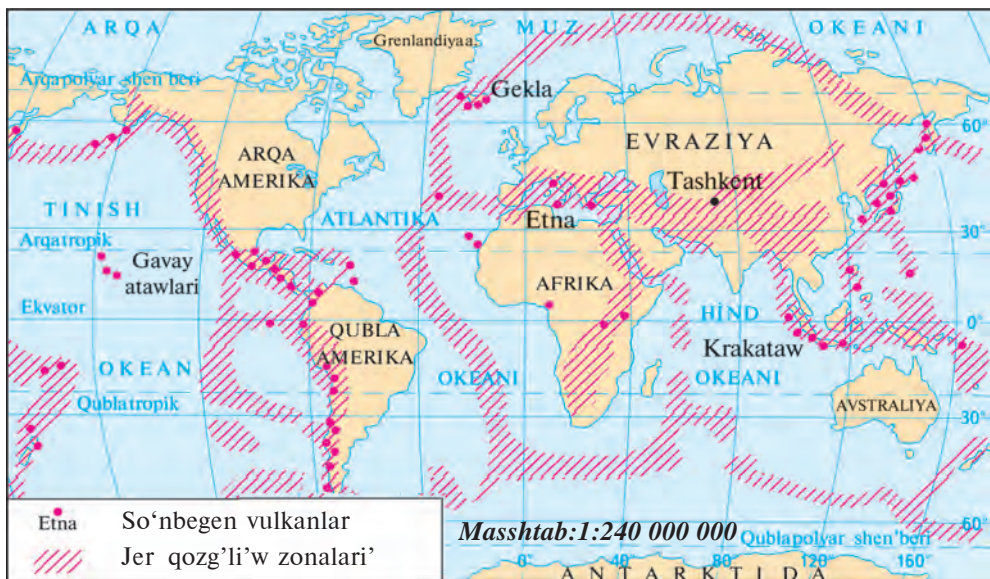 ARQA MUZ OKEANI
Grenlandiyaa
Arqapolyar shen'beri
Gekla
60°
EVRAZIYA
ARQA
AMERIKA
Tashkent
TINISH
ATLANTIKA
Etna
Arqatropik
30°
Gavay
atawlari
AFRIKA
Ekvator
HİND
0°
QUBLA
AMERIKA
Krakataw
OKEAN
OKEANI
OKEANI
Qublatropik
AVSTRALIYA
30°
Etna So‘nbegen vulkanlar
Masshtab:1:240 000 000
60°
Qublapolyar shen'beri
Jer qozg’li’w zonalari’
0° 40° 80° 120° 160°
ANTARKTIDA